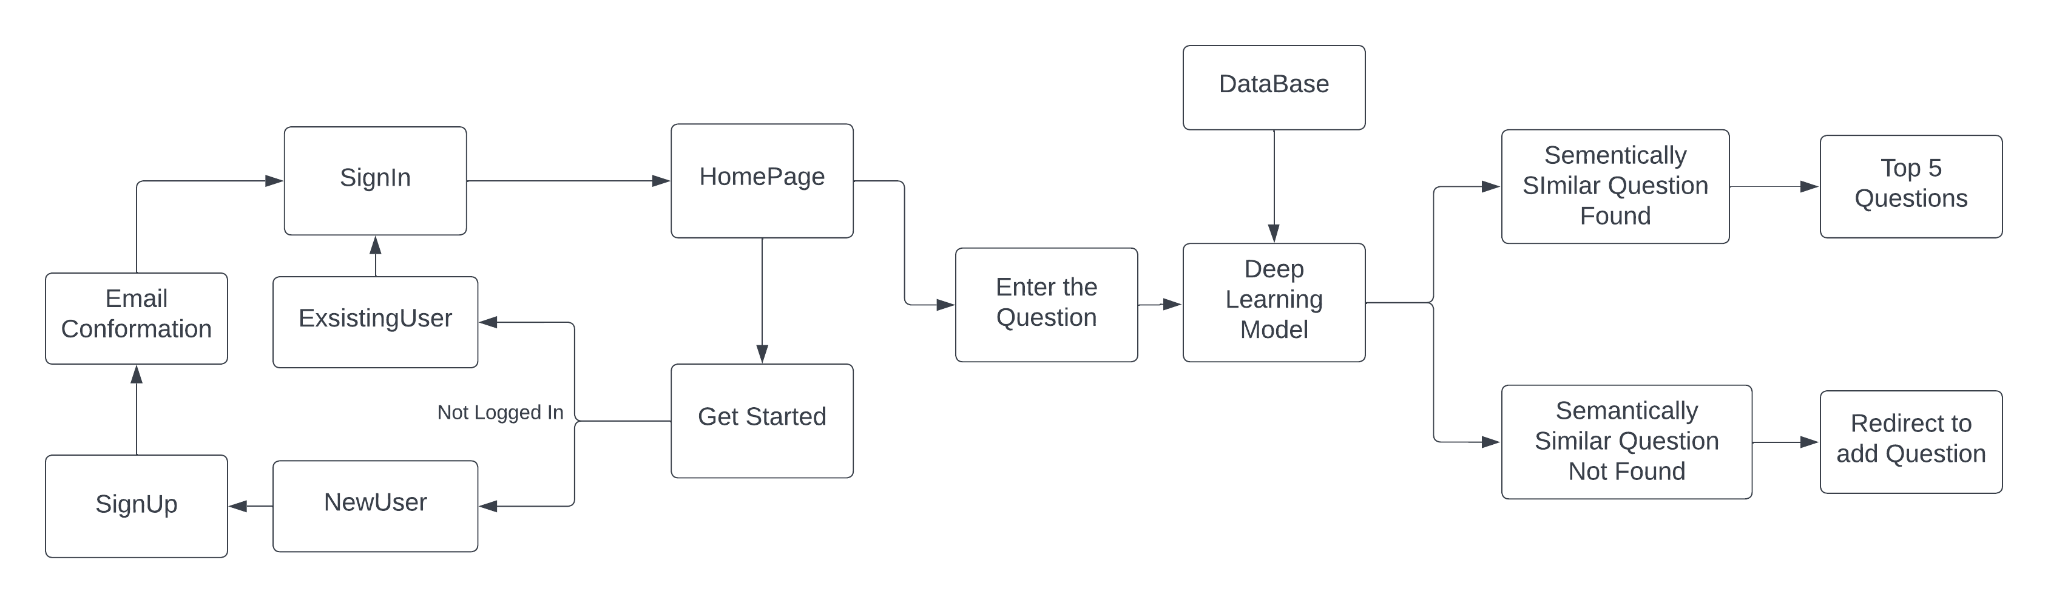 DataBase
SignIn
HomePage
Sementically
SImilar Question
Found
Top 5
Questions
Email
Conformation
ExsistingUser
Enter the
Question
Deep
Learning
Model
Not Logged In
Get Started
Semantically
Similar Question
Not Found
Redirect to
add Question
SignUp
NewUser